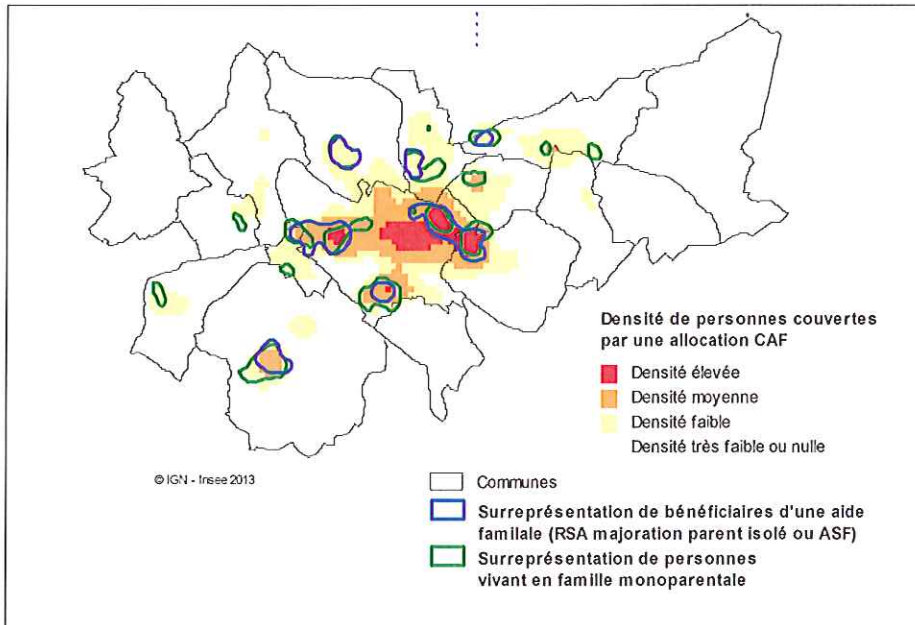 Densité de personnes couvertes
par une allocation CAF
Densité élevée
Densité moyenne
Densité faible
Densité très faible ou nulle
© IGN - Insee 2013
Communes
Surreprésentation de bénéficiaires d'une aide
familale (RSA majoration parent isolé ou ASF)
Surreprésentation de personnes
vivant en famille monoparentale